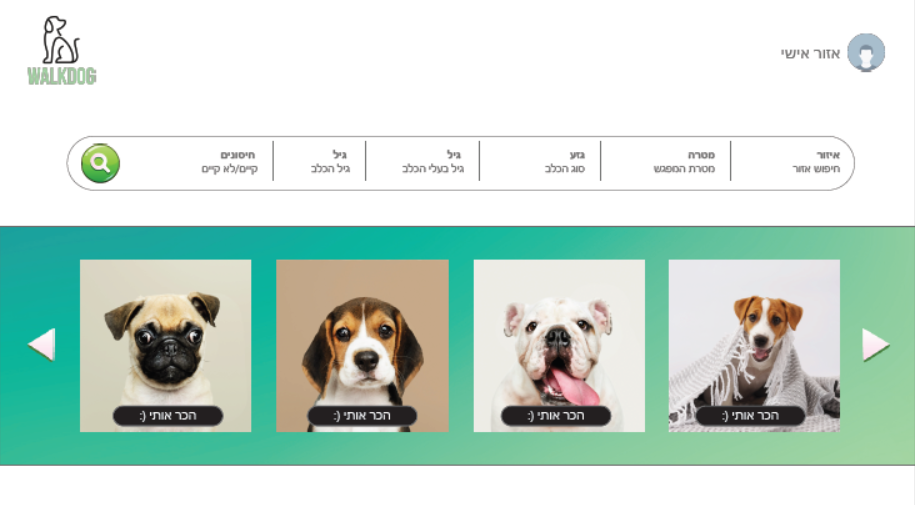 WALKDOG
אזור אישי
איזור
חיפוש אזור
מטרה
מטרת המפגש
גזע
סוג הכלב
גיל
גיל בעלי הכלב
גיל
גיל הכלב
חיסונים
קיים/לא קיים
הכר אותי (:
הכר אותי (:
הכר אותי (:
הכר אותי (: